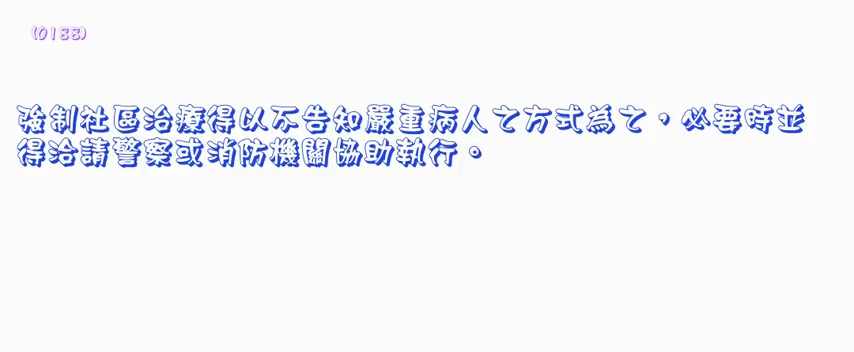 (0188)
強制社區治療得以不告知嚴重病人之方式為之，必要時並
得洽請警察或消防機關協助執行。